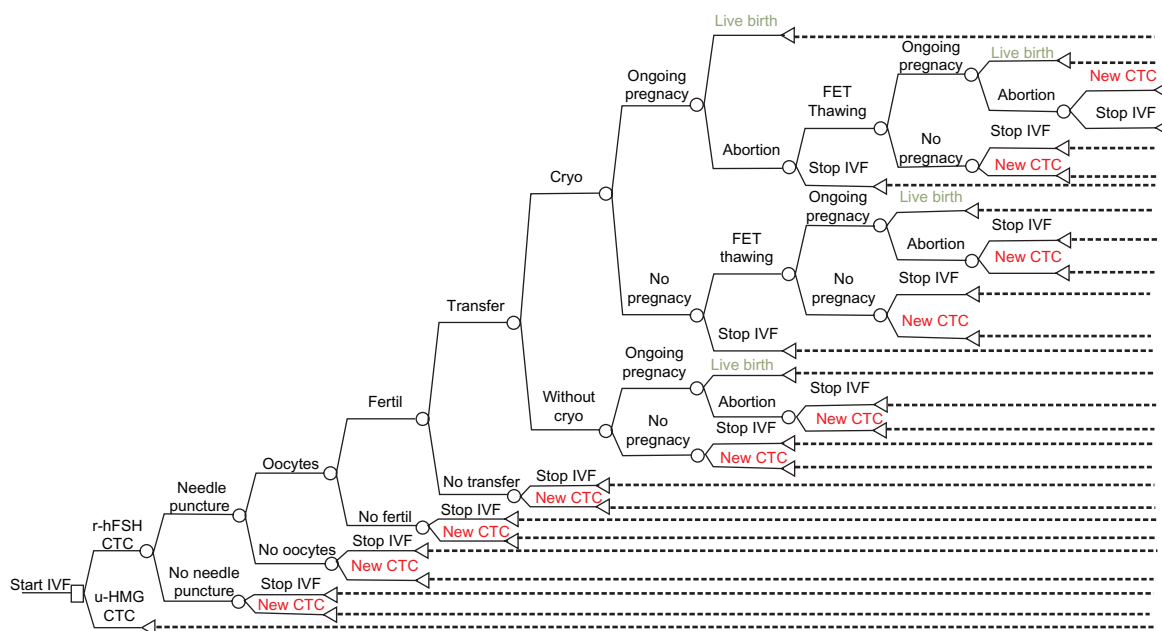 Live birth
Ongoing
pregnacy
Live birth
New CTC
Ongoing
pregnacy
FET
Thawing
Abortion
Stop IVF
Abortion
No
pregnacy
Stop IVF
New CTC
Stop IVF
Cryo
Ongoing
pregnacy
Live birth
Stop IVF
FET
thawing
Abortion
New CTC
No
pregnacy
No
pregnacy
Stop IVF
New CTC
Transfer
Stop IVF
Ongoing
pregnacy
Live birth
Stop IVF
Without
cryo
Abortion
New CTC
No
pregnacy
Stop IVF
New CTC
Fertil
Oocytes
No transfer
Stop IVF
New CTC
Needle
puncture
No fertil
Stop IVF
New CTC
r-hFSH
CTC
No oocytes
Stop IVF
New CTC
Start IVF
No needle
puncture
Stop IVF
New CTC
u-HMG
CTC